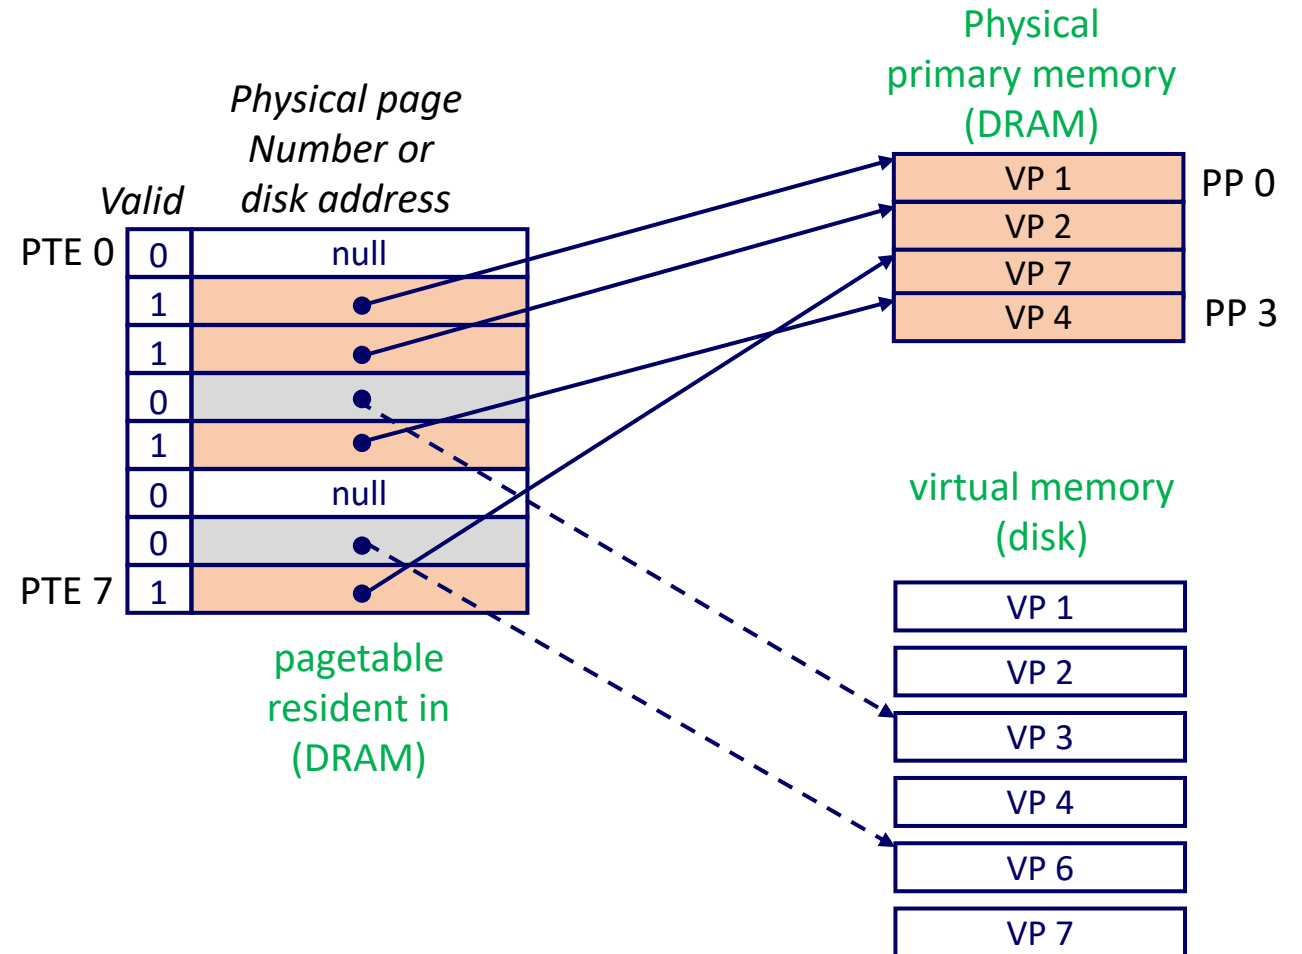 Physical page
Number or
disk address
Valid
PTE 0
0
null
1
1
0
1
0
null
0
PTE 7
1
pagetable
resident in
(DRAM)
Physical
primary memory
(DRAM)
VP 1
PP 0
VP 2
VP 7
VP 4
PP 3
virtual memory
(disk)
VP 1
VP 2
VP 3
VP 4
VP 6
VP 7